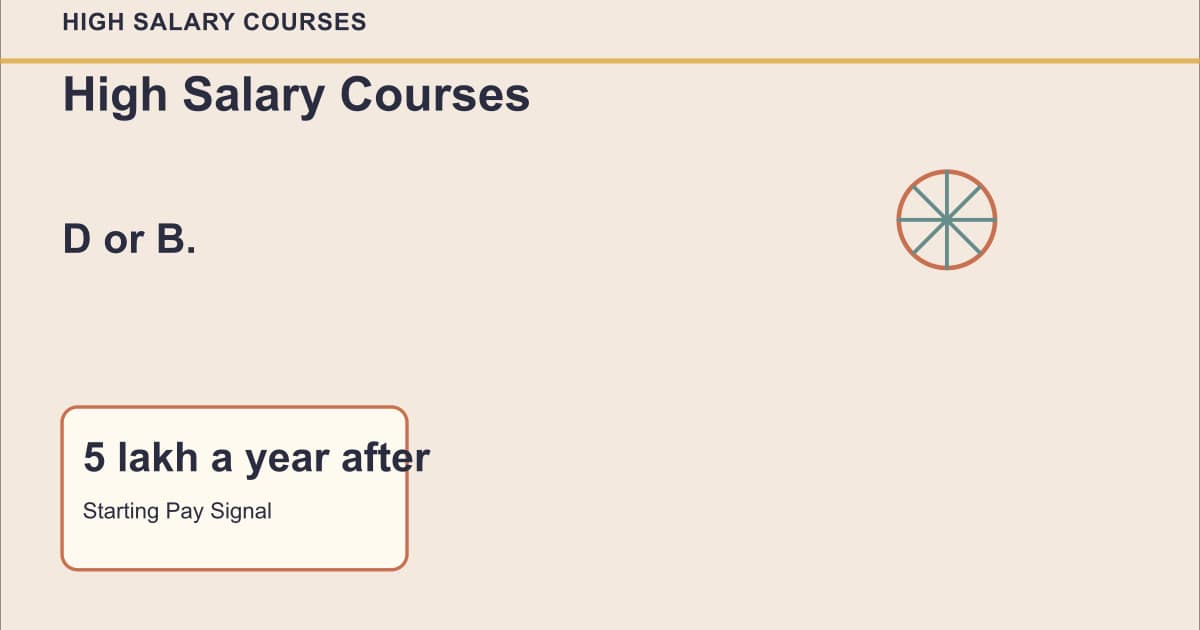 HIGH SALARY COURSES
High Salary Courses
D or B.
5 lakh a year after
Starting Pay Signal